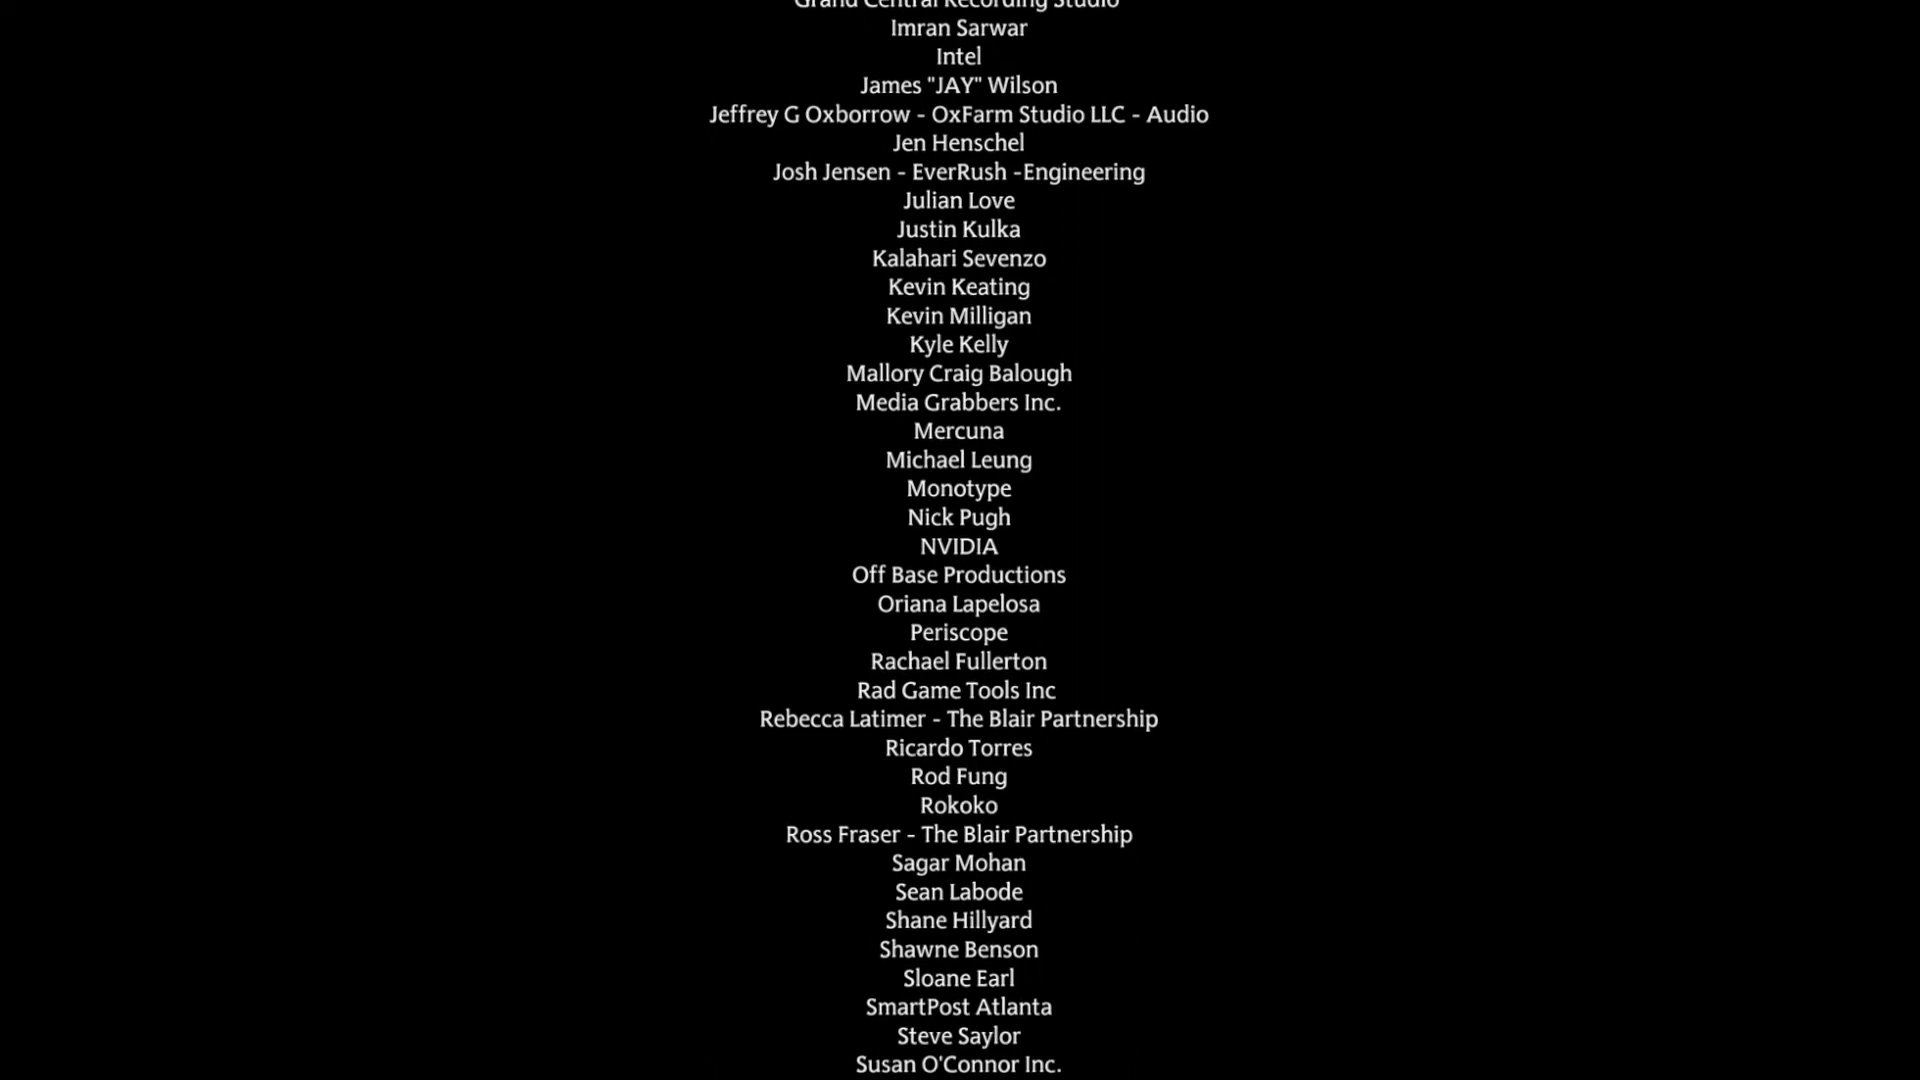 Grand Central Recording Studio
Imran Sarwar
Intel
James "JAY" Wilson
Jeffrey G Oxborrow - OxFarm Studio LLC - Audio
Jen Henschel
Josh Jensen - EverRush -Engineering
Julian Love
Justin Kulka
Kalahari Sevenzo
Kevin Keating
Kevin Milligan
Kyle Kelly
Mallory Craig Balough
Media Grabbers Inc.
Mercuna
Michael Leung
Monotype
Nick Pugh
NVIDIA
Off Base Productions
Oriana Lapelosa
Periscope
Rachael Fullerton
Rad Game Tools Inc
Rebecca Latimer - The Blair Partnership
Ricardo Torres
Rod Fung
Rokoko
Ross Fraser - The Blair Partnership
Sagar Mohan
Sean Labode
Shane Hillyard
Shawne Benson
Sloane Earl
SmartPost Atlanta
Steve Saylor
Susan O'Connor Inc.